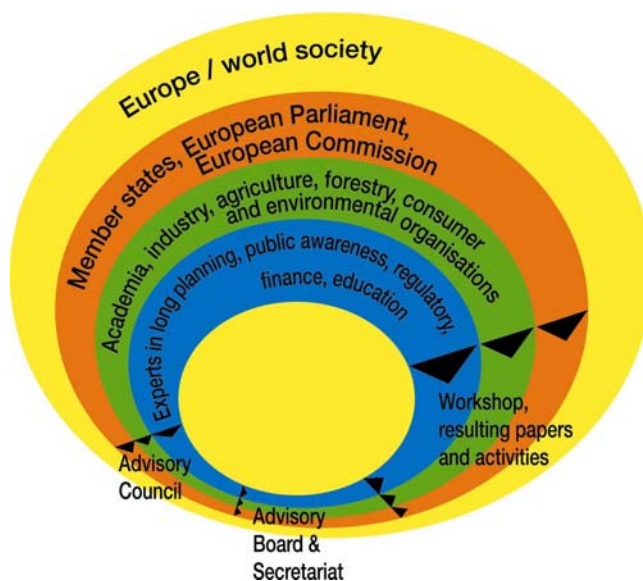 Europe / world society
Member states, European Parliament,
European Commission
Academia, industry, agriculture, forestry, consumer
and environmental organisations
Experts in long planning, public awareness, regulatory,
finance, education
Workshop,
resulting papers
and activities
Advisory
Council
Advisory
Board &
Secretariat